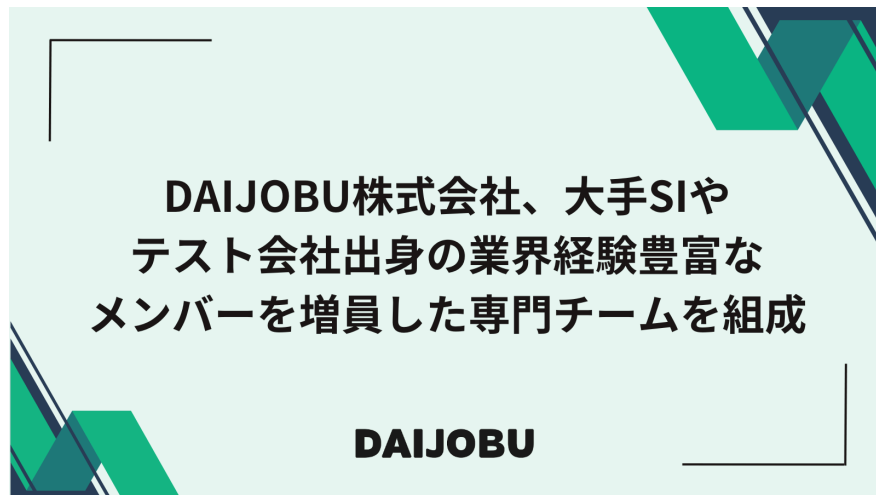 DAIJOBU株式会社、大手SIや
テスト会社出身の業界経験豊富な
メンバーを増員した専門チームを組成
DAIJOBU